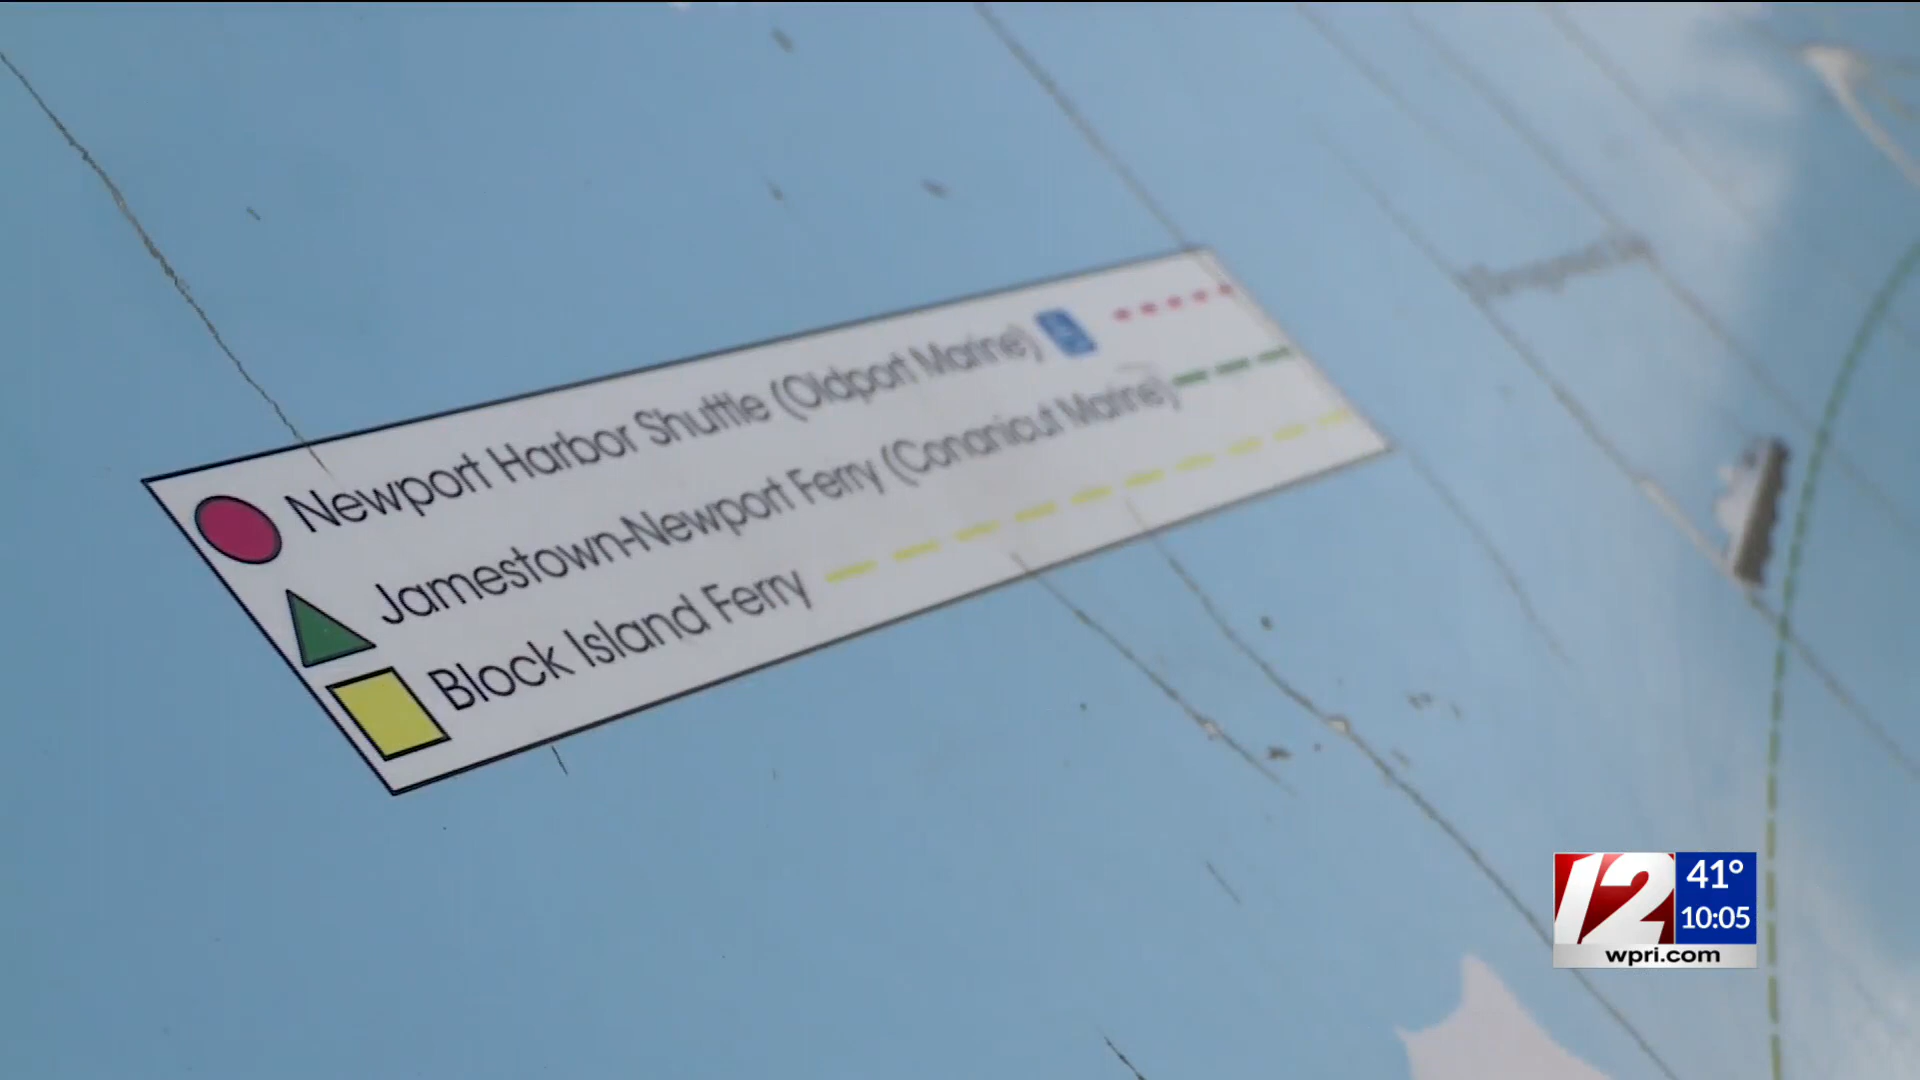 Newport Harbor Shuttle (Oldport Marine)
Jamestown-Newport Ferry (Conanicut Marine)
Block Island Ferry
12
41°
10:05
wpri.com